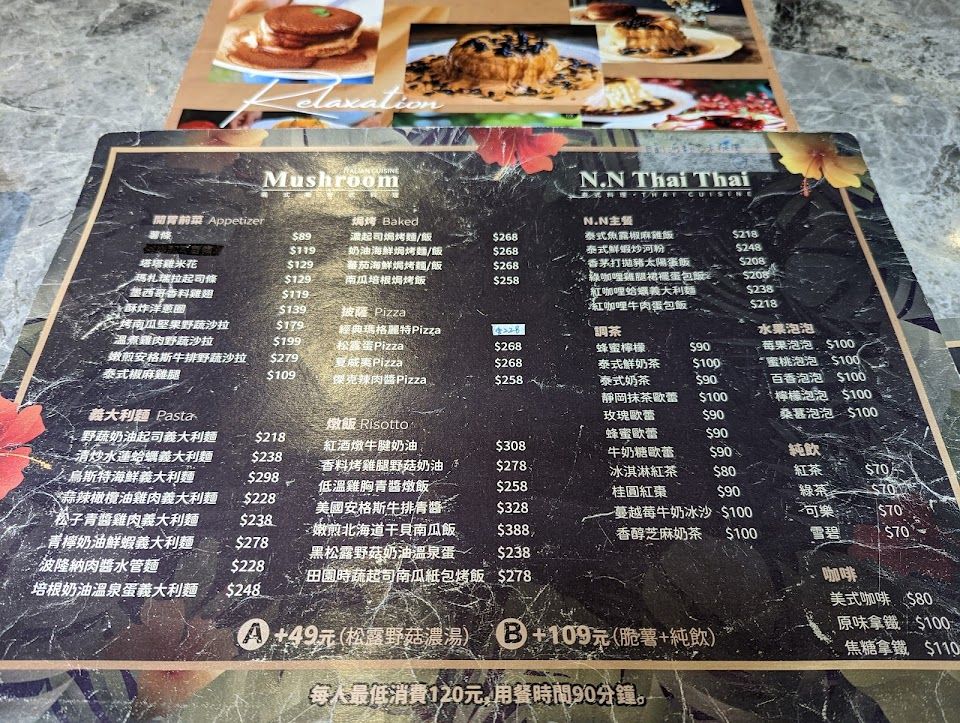 Relaxation
ITALIAN CUISINE
Mushroom
開胃前菜 Appetizer
薯條 $89
$119
塔塔雞米花 $129
瑪札瑞拉起司條 $129
墨西哥香料雞翅 $119
酥炸洋蔥圈 $139
烤南瓜堅果野蔬沙拉 $179
溫煮雞肉野蔬沙拉 $199
嫩煎安格斯牛排野蔬沙拉 $279
泰式椒麻雞腿 $109
義大利麵 Pasta
野蔬奶油起司義大利麵 $218
清炒水蓮蛤蠣義大利麵 $238
烏斯特海鮮義大利麵 $298
蒜辣橄欖油雞肉義大利麵 $228
松子青醬雞肉義大利麵 $238
青檸奶油鮮蝦義大利麵 $278
波隆納肉醬水管麵 $228
培根奶油溫泉蛋義大利麵 $248
焗烤 Baked
濃起司焗烤麵/飯 $268
奶油海鮮焗烤麵/飯 $268
蕃茄海鮮焗烤麵/飯 $268
南瓜培根焗烤飯 $258
披薩 Pizza
經典瑪格麗特Pizza $228
松露蛋Pizza $268
夏威夷Pizza $268
傑克辣肉醬Pizza $258
燉飯 Risotto
紅酒燉牛腱奶油 $308
香料烤雞腿野菇奶油 $278
低溫雞胸青醬燉飯 $258
美國安格斯牛排青醬 $328
嫩煎北海道干貝南瓜飯 $388
黑松露野菇奶油溫泉蛋 $238
田園時蔬起司南瓜紙包烤飯 $278
N.N Thai Thai
泰式料理・THAI CUISINE
N.N主餐
泰式魚露椒麻雞飯 $218
泰式鮮蝦炒河粉 $248
香茅打拋豬太陽蛋飯 $208
綠咖哩雞腿裙襬蛋包飯 $208
紅咖哩蛤蠣義大利麵 $238
紅咖哩牛肉蛋包飯 $218
調茶
蜂蜜檸檬 $90
泰式鮮奶茶 $100
泰式奶茶 $90
靜岡抹茶歐蕾 $100
玫瑰歐蕾 $90
蜂蜜歐蕾 $90
牛奶糖歐蕾 $90
冰淇淋紅茶 $80
桂圓紅棗 $90
蔓越莓牛奶冰沙 $100
香醇芝麻奶茶 $100
水果泡泡
莓果泡泡 $100
蜜桃泡泡 $100
百香泡泡 $100
檸檬泡泡 $100
桑葚泡泡 $100
純飲
紅茶 $70
綠茶 $70
可樂 $70
雪碧 $70
咖啡
美式咖啡 $80
原味拿鐵 $100
焦糖拿鐵 $110
A +49元(松露野菇濃湯) B +109元(脆薯+純飲)
每人最低消費120元, 用餐時間90分鐘。